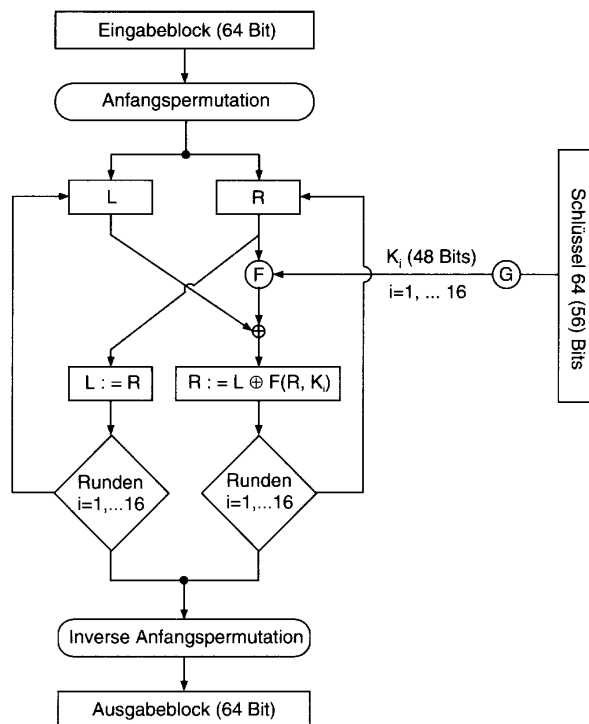 Eingabeblock (64 Bit)
Anfangspermutation
L
R
F
K_i (48 Bits)
i=1, ... 16
G
Schlüssel 64 (56) Bits
⊕
L : = R
R : = L ⊕ F(R, K_i)
Runden
i=1,...16
Runden
i=1,...16
Inverse Anfangspermutation
Ausgabeblock (64 Bit)